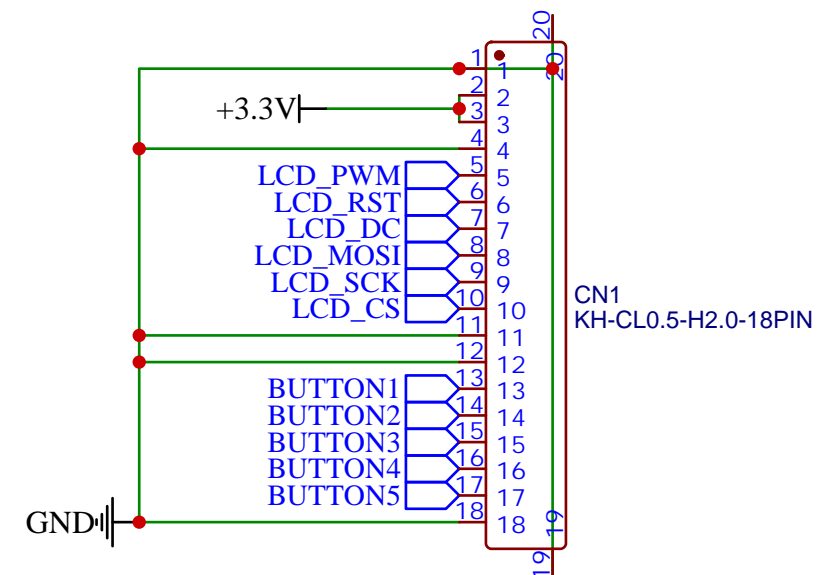 20
1 1 20
2 2
+3.3V
3 3
4 4
LCD_PWM 5 5
LCD_RST 6 6
LCD_DC 7 7
LCD_MOSI 8 8
LCD_SCK 9 9
LCD_CS 10 10
CN1
KH-CL0.5-H2.0-18PIN
11 11
12 12
BUTTON1 13 13
BUTTON2 14 14
BUTTON3 15 15
BUTTON4 16 16
BUTTON5 17 17
GND 18 18 19
19